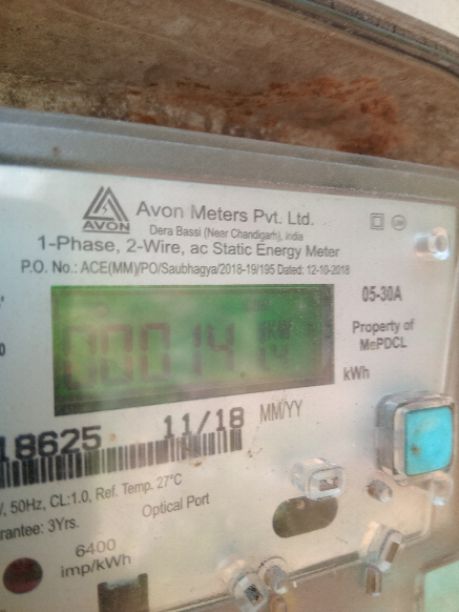 AVON
Avon Meters Pvt. Ltd.
Dera Bassi (Near Chandigarh), India
1-Phase, 2-Wire, ac Static Energy Meter
P.O. No.: ACE(MM)/PO/Saubhagya/2018-19/195 Dated: 12-10-2018
05-30A
Property of
MePDCL
00014
kWh
18625 11/18 MM/YY
50Hz, CL:1.0, Ref. Temp. 27°C
Optical Port
3Yrs.
6400
imp/kWh